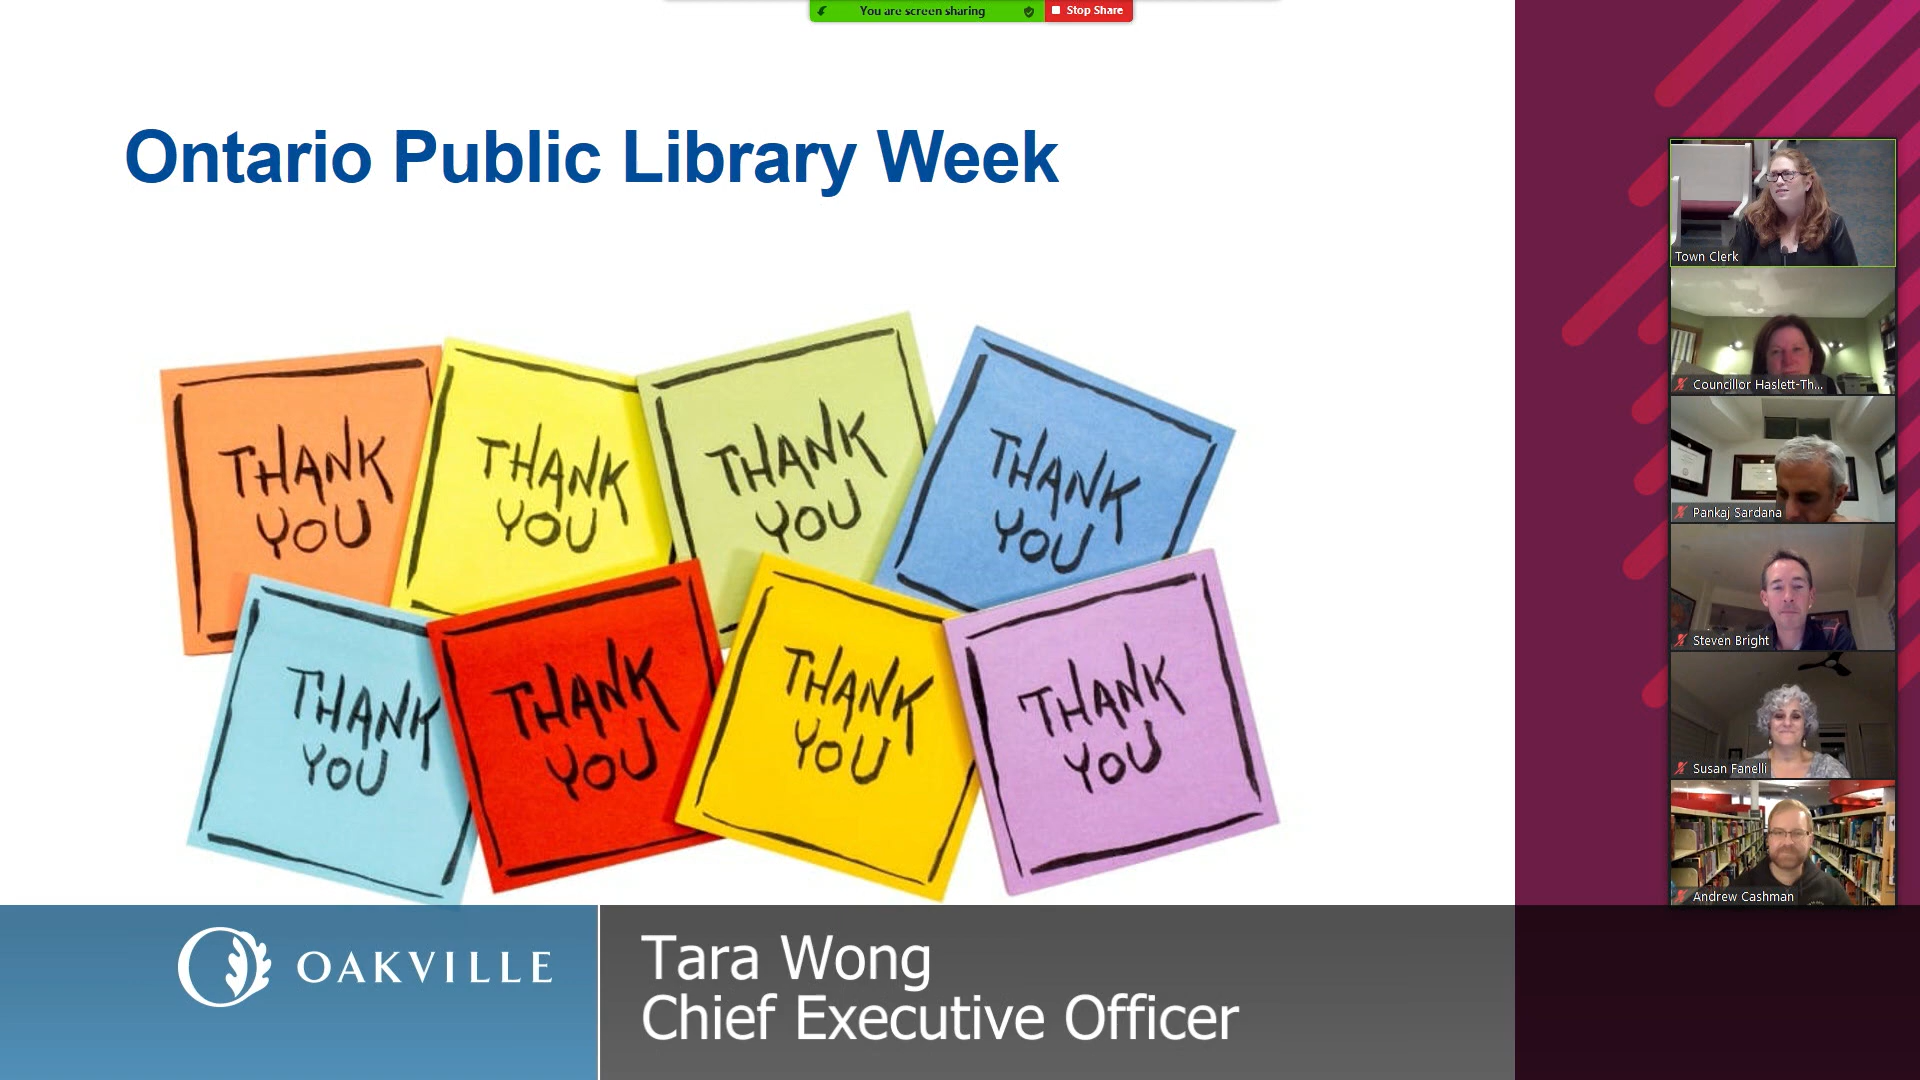 You are screen sharing
Stop Share
Ontario Public Library Week
THANK
YOU
THANK
YOU
THANK
YOU
THANK
YOU
THANK
YOU
THANK
YOU
THANK
YOU
THANK
YOU
Town Clerk
Councillor Haslett-Th...
Pankaj Sardana
Steven Bright
Susan Fanelli
Andrew Cashman
OAKVILLE
Tara Wong
Chief Executive Officer